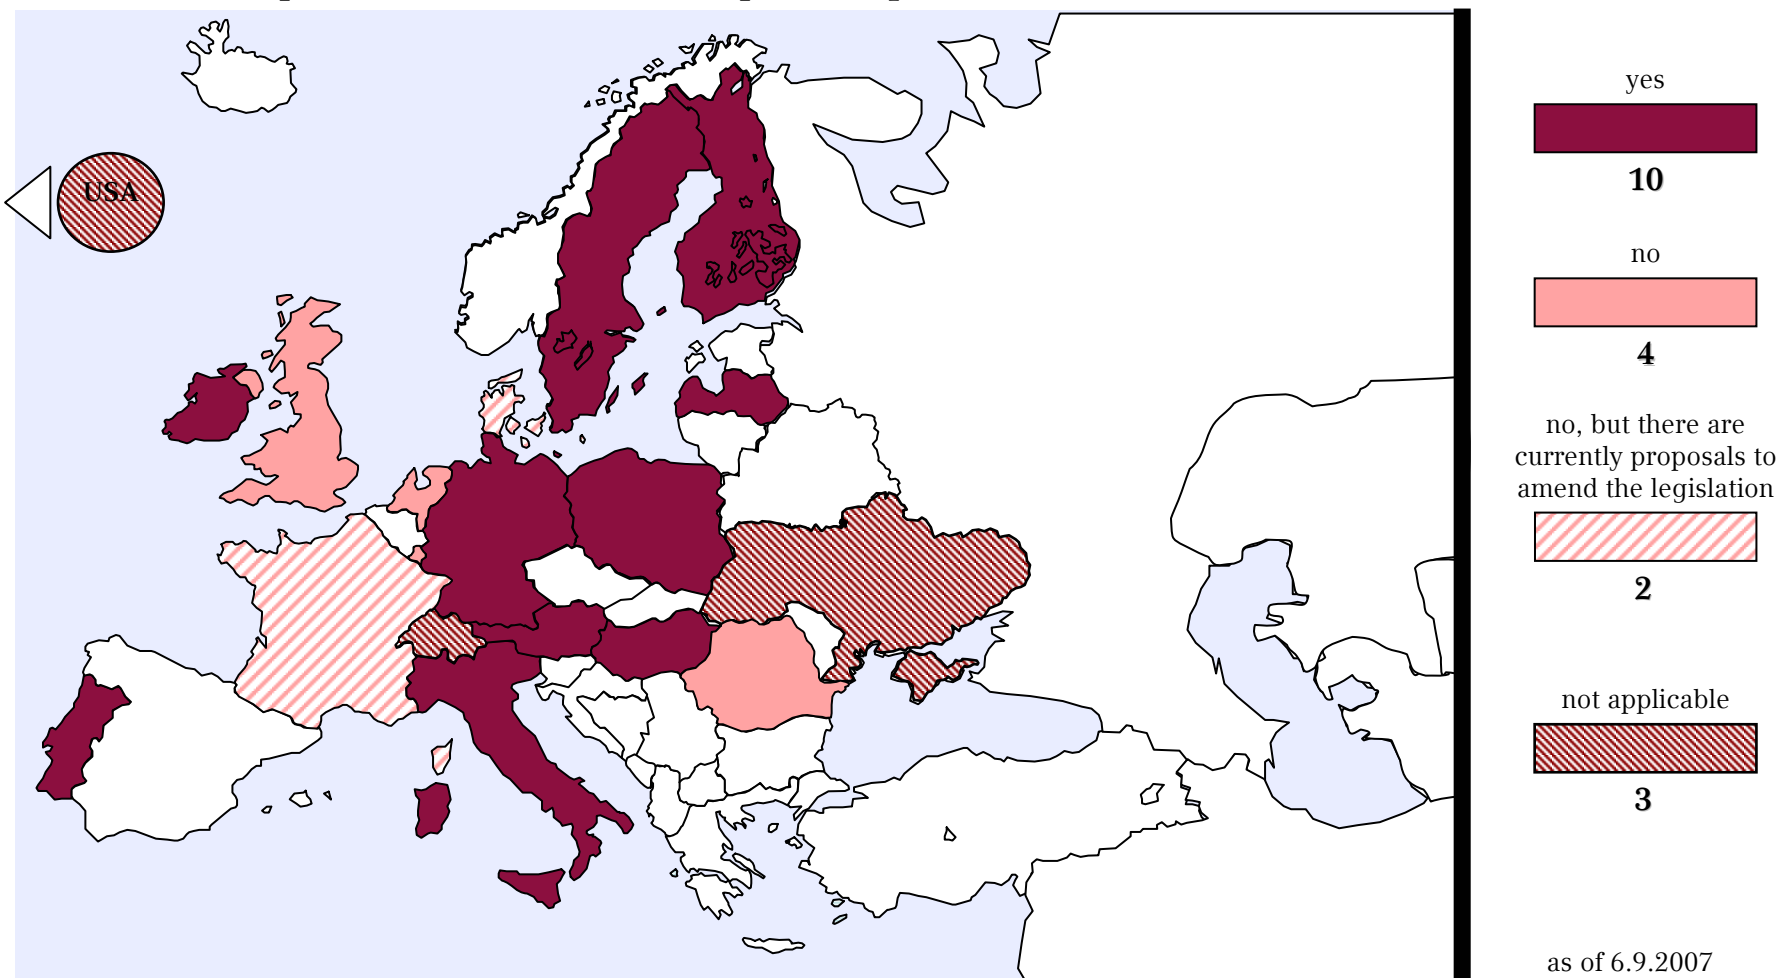 USA
yes
10
no
4
no, but there are
currently proposals to
amend the legislation
2
not applicable
3
as of 6.9.2007